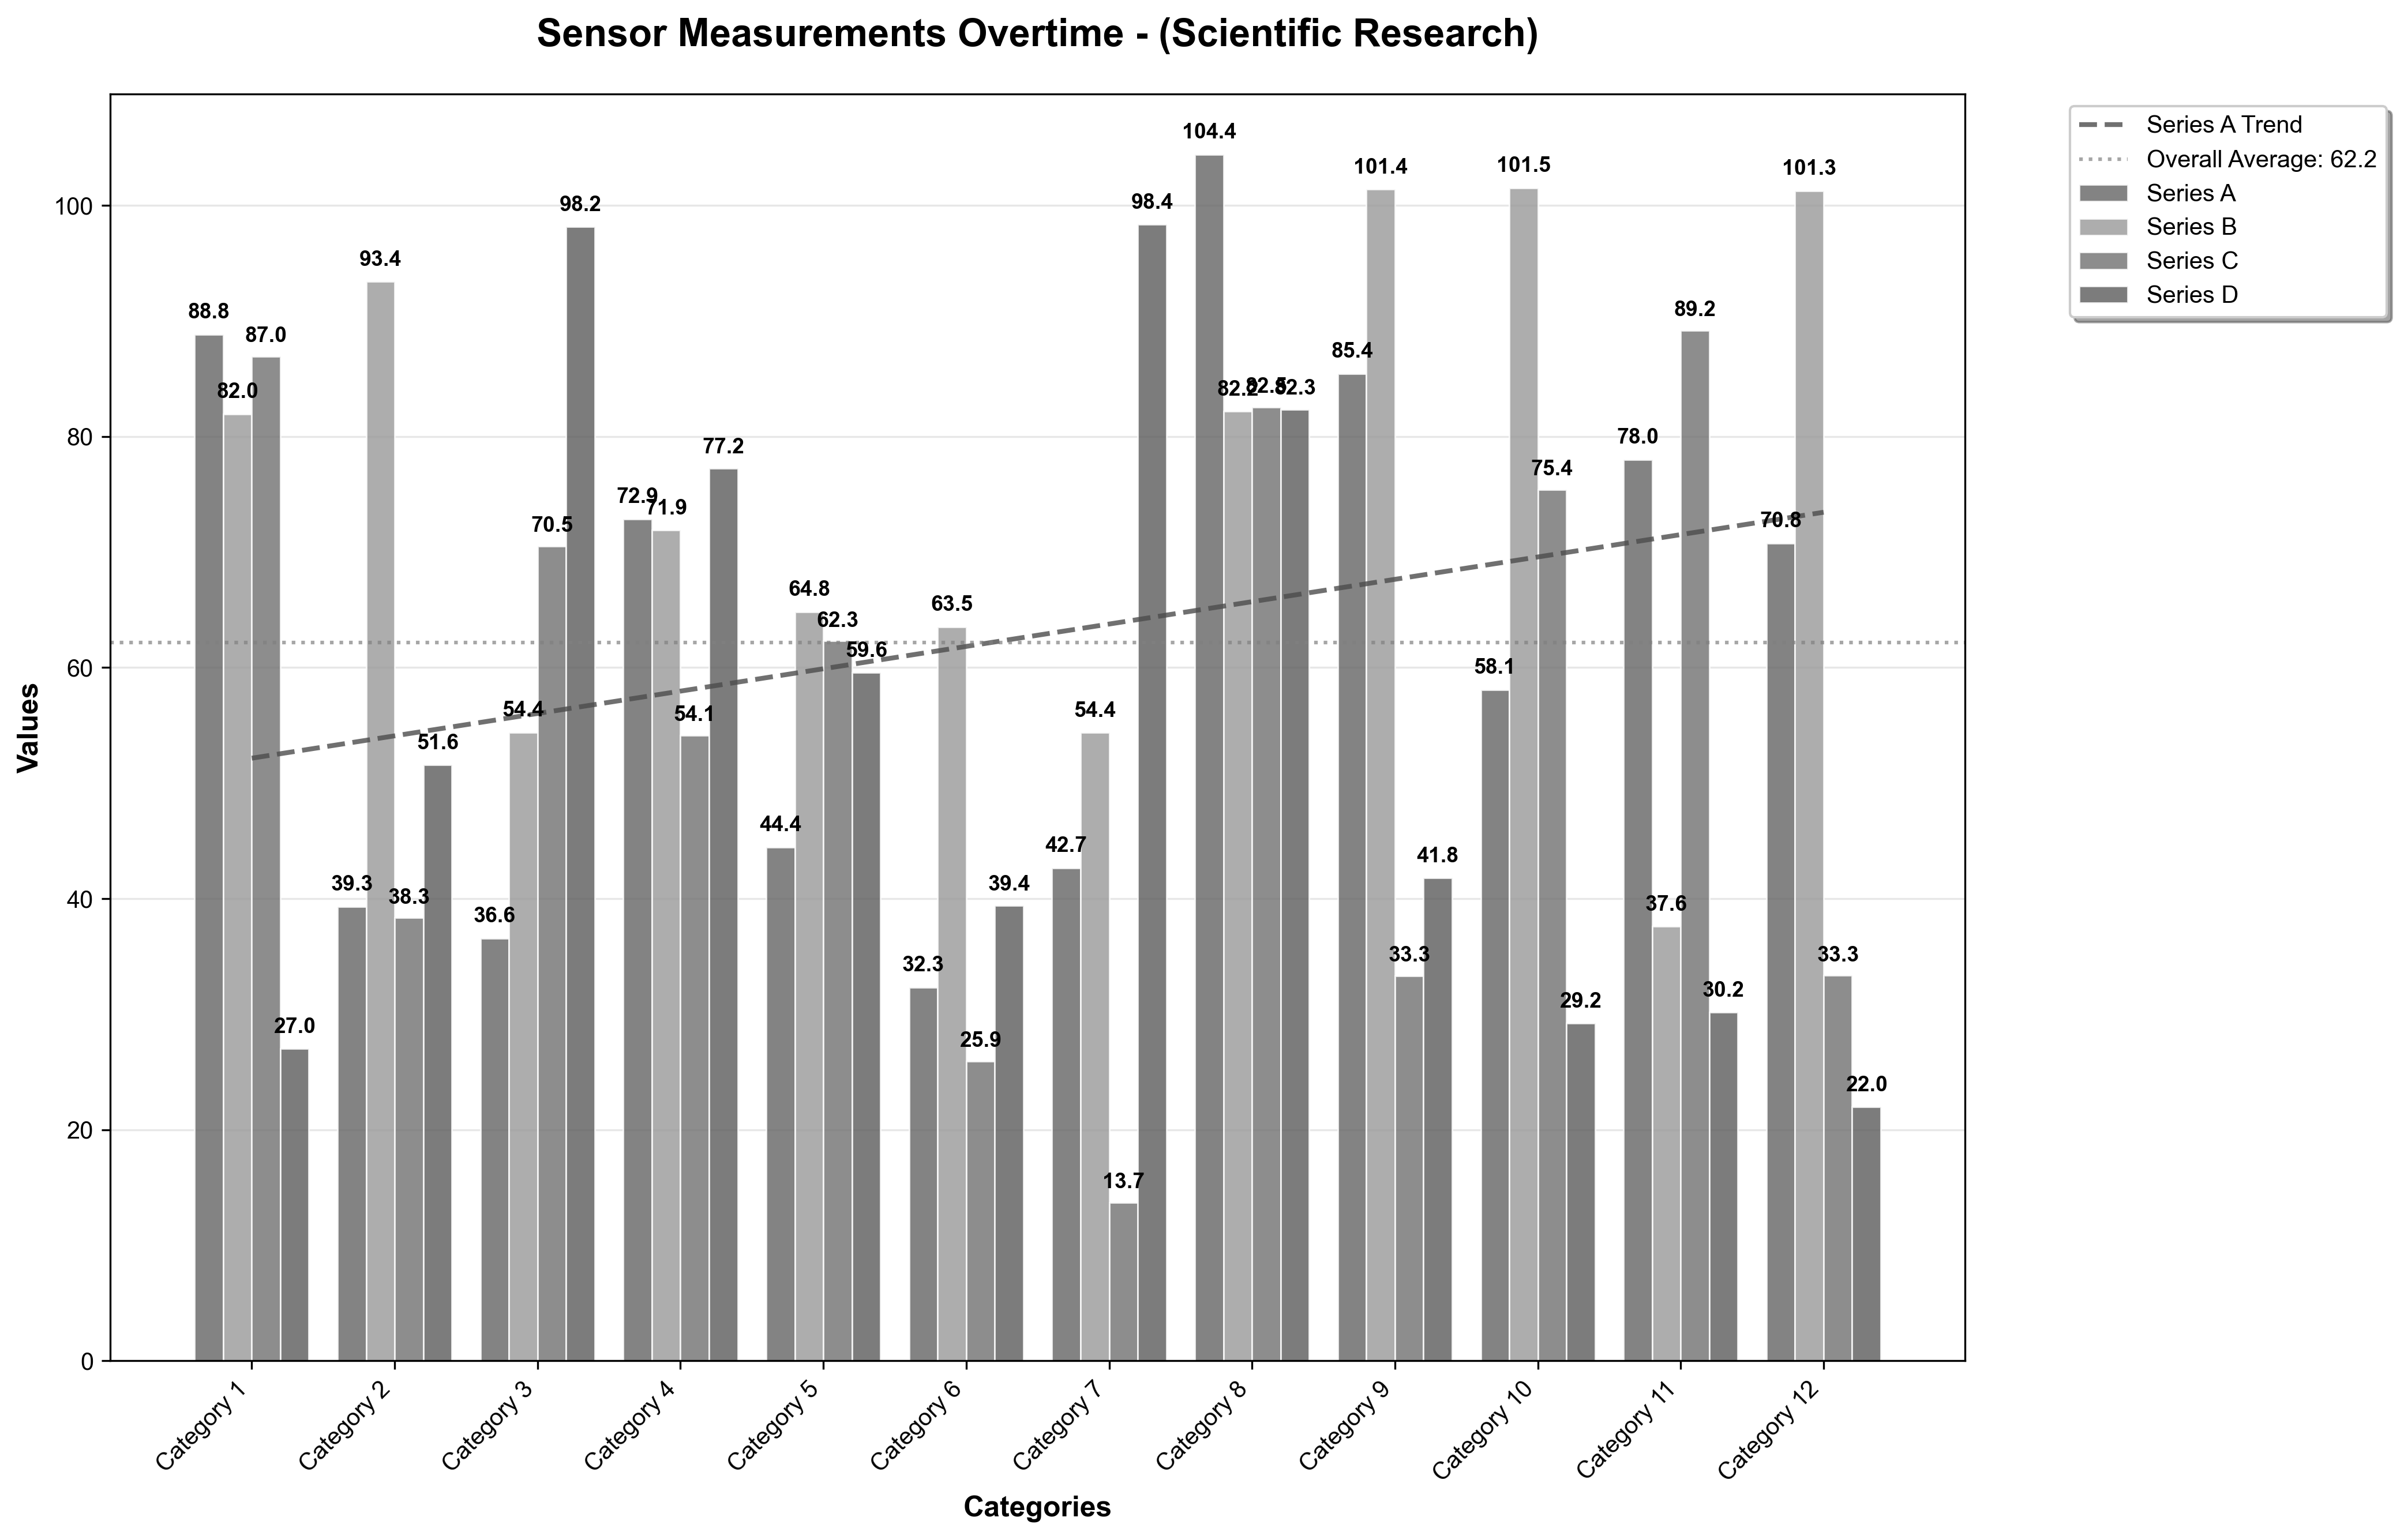 Sensor Measurements Overtime - (Scientific Research)
Series A Trend
Overall Average: 62.2
Series A
Series B
Series C
Series D
Values
100
80
60
40
20
0
88.8
82.0
87.0
27.0
39.3
93.4
38.3
51.6
36.6
54.4
70.5
98.2
72.9
71.9
54.1
77.2
44.4
64.8
62.3
59.6
32.3
63.5
25.9
39.4
42.7
54.4
13.7
98.4
104.4
82.2
82.5
82.3
85.4
101.4
33.3
41.8
58.1
101.5
75.4
29.2
78.0
37.6
89.2
30.2
70.8
101.3
33.3
22.0
Category 1
Category 2
Category 3
Category 4
Category 5
Category 6
Category 7
Category 8
Category 9
Category 10
Category 11
Category 12
Categories